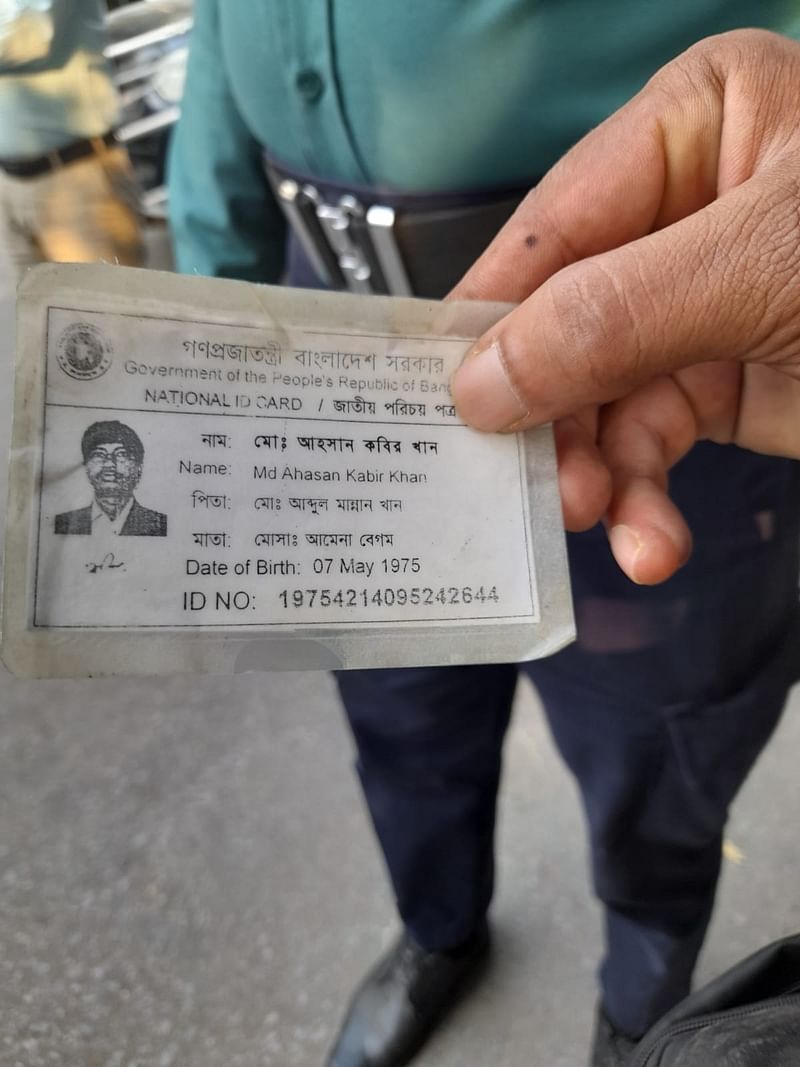 গণপ্রজাতন্ত্রী বাংলাদেশ সরকার
Government of the People's Republic of
NATIONAL ID CARD / জাতীয় পরিচয় পত্র
নাম: মোঃ আহসান কবির খান
Name: Md Ahasan Kabir Khan
পিতা: মোঃ আব্দুল মান্নান খান
মাতা: মোসাঃ আমেনা বেগম
Date of Birth: 07 May 1975
ID NO: 19754214095242644